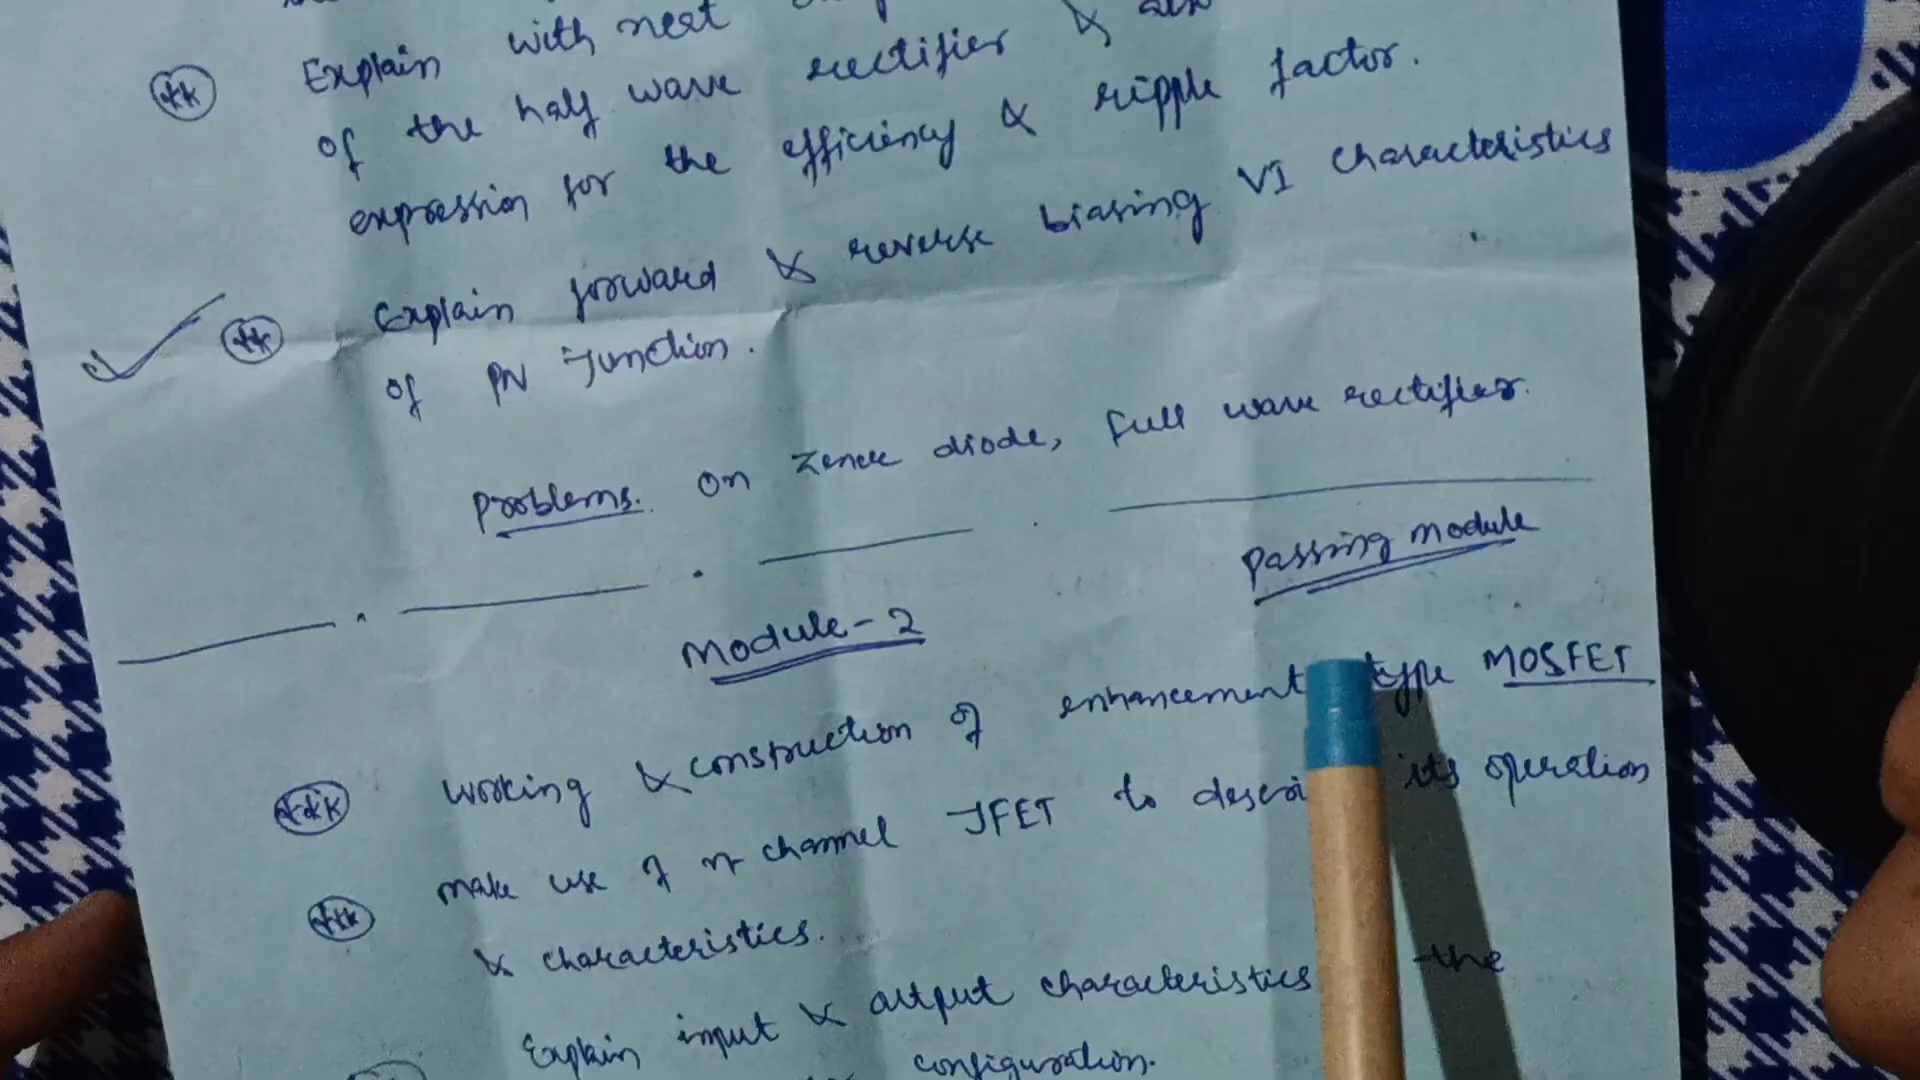 ** Explain with neat
of the half wave rectifier &
expression for the efficiency & ripple factor.
** Explain forward & reverse biasing VI characteristics
of PN Junction.
Problems. on zener diode, Full wave rectifier.
Passing module
Module-2
*** working & construction of enhancement type MOSFET
** make use of n channel JFET to its operation
& characteristics.
Explain input & output characteristics the
configuration.